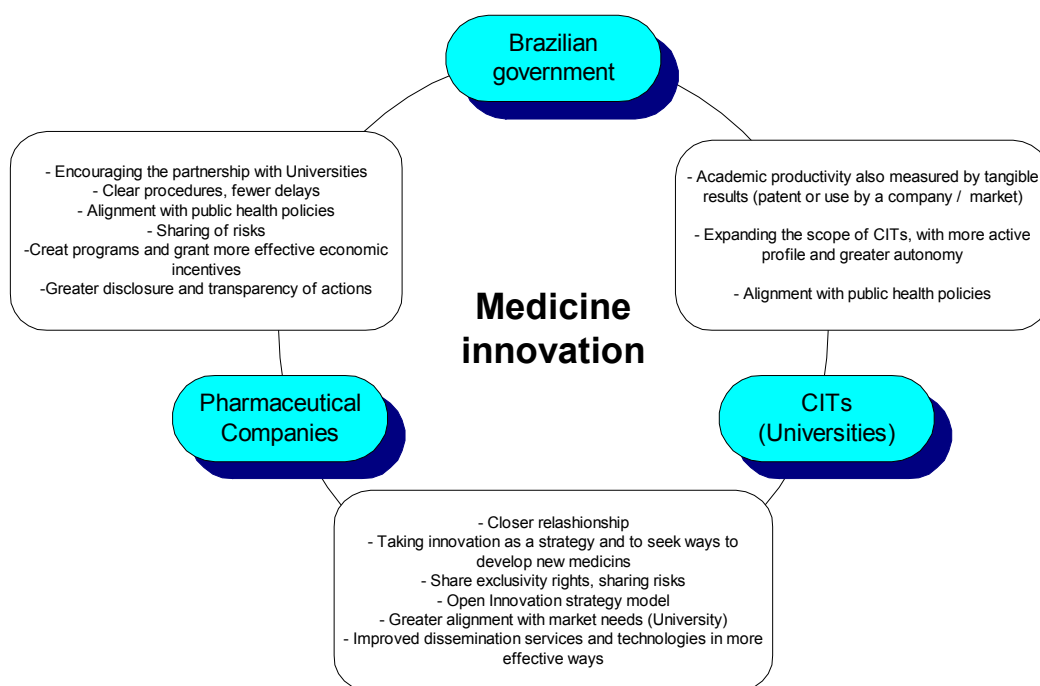 Brazilian
government
- Encouraging the partnership with Universities
- Clear procedures, fewer delays
- Alignment with public health policies
- Sharing of risks
-Creat programs and grant more effective economic
incentives
-Greater disclosure and transparency of actions
- Academic productivity also measured by tangible
results (patent or use by a company / market)
- Expanding the scope of CITs, with more active
profile and greater autonomy
- Alignment with public health policies
Medicine
innovation
Pharmaceutical
Companies
CITs
(Universities)
- Closer relashionship
- Taking innovation as a strategy and to seek ways to
develop new medicins
- Share exclusivity rights, sharing risks
- Open Innovation strategy model
- Greater alignment with market needs (University)
- Improved dissemination services and technologies in more
effective ways